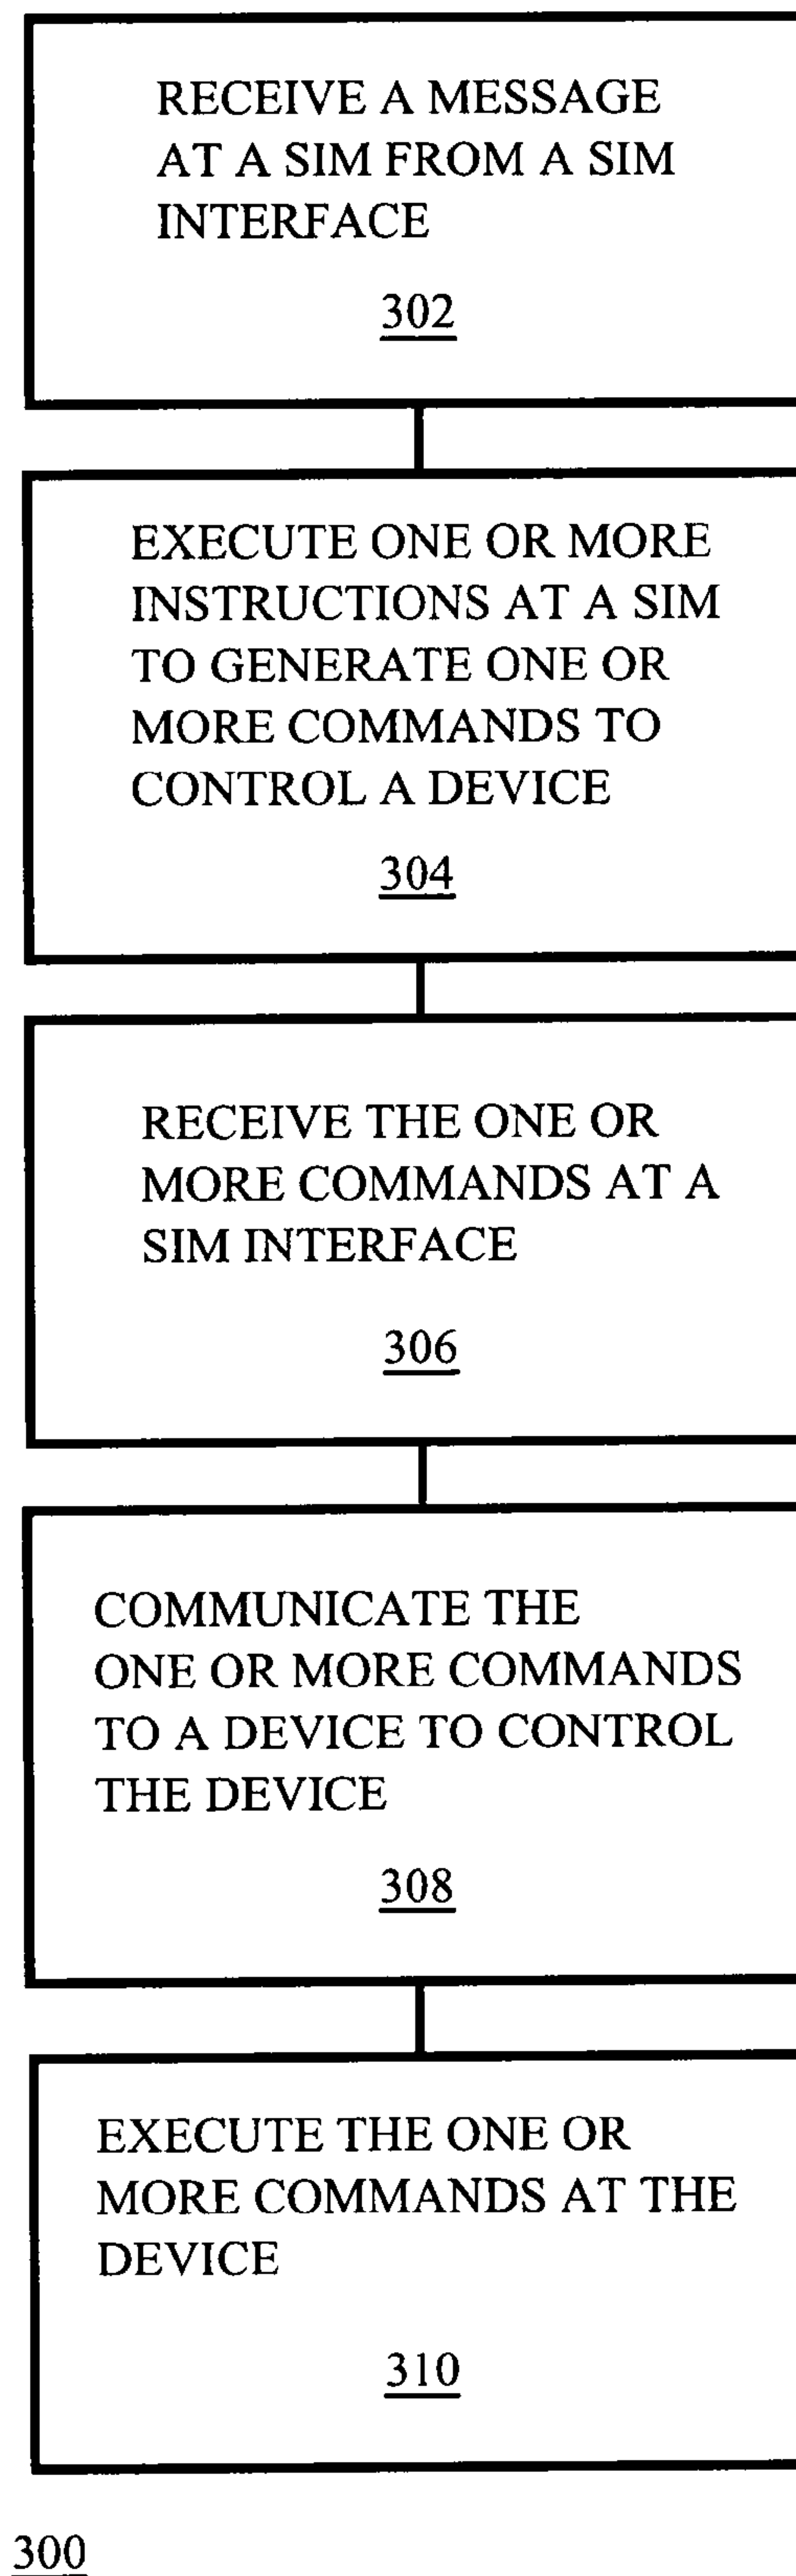 RECEIVE A MESSAGE
AT A SIM FROM A SIM
INTERFACE
302
EXECUTE ONE OR MORE
INSTRUCTIONS AT A SIM
TO GENERATE ONE OR
MORE COMMANDS TO
CONTROL A DEVICE
304
RECEIVE THE ONE OR
MORE COMMANDS AT A
SIM INTERFACE
306
COMMUNICATE THE
ONE OR MORE COMMANDS
TO A DEVICE TO CONTROL
THE DEVICE
308
EXECUTE THE ONE OR
MORE COMMANDS AT THE
DEVICE
310
300